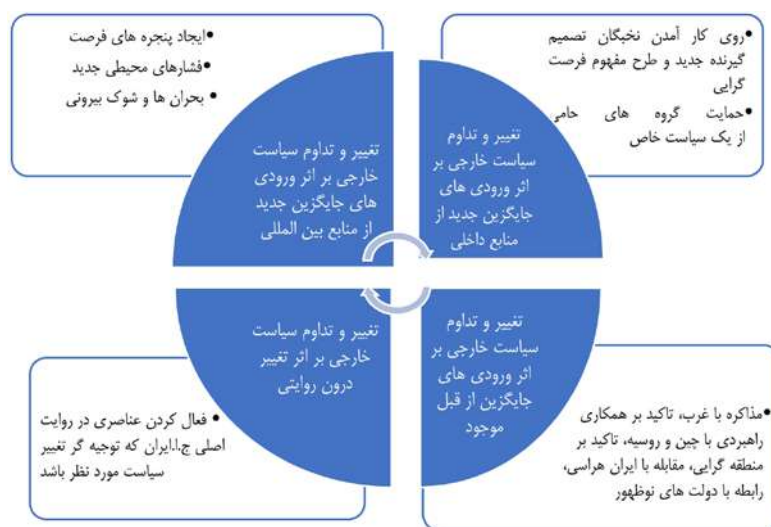 •روی کار آمدن نخبگان تصمیم
گیرنده جدید و طرح مفهوم فرصت
گرایی
•حمایت گروه های حامی
از یک سیاست خاص
•ایجاد پنجره های فرصت
•فشارهای محیطی جدید
• بحران ها و شوک بیرونی
تغییر و تداوم
سیاست خارجی بر
اثر ورودی های
جایگزین جدید از
منابع داخلی
تغییر و تداوم سیاست
خارجی بر اثر ورودی
های جایگزین جدید
از منابع بین المللی
تغییر و تداوم
سیاست خارجی بر
اثر ورودی های
جایگزین از قبل
موجود
تغییر و تداوم سیاست
خارجی بر اثر تغییر
درون روایتی
•مذاکره با غرب، تاکید بر همکاری
راهبردی با چین و روسیه، تاکید بر
منطقه گرایی، مقابله با ایران هراسی،
رابطه با دولت های نوظهور
• فعال کردن عناصری در روایت
اصلی ج.ا.ایران که توجیه گر تغییر
سیاست مورد نظر باشد